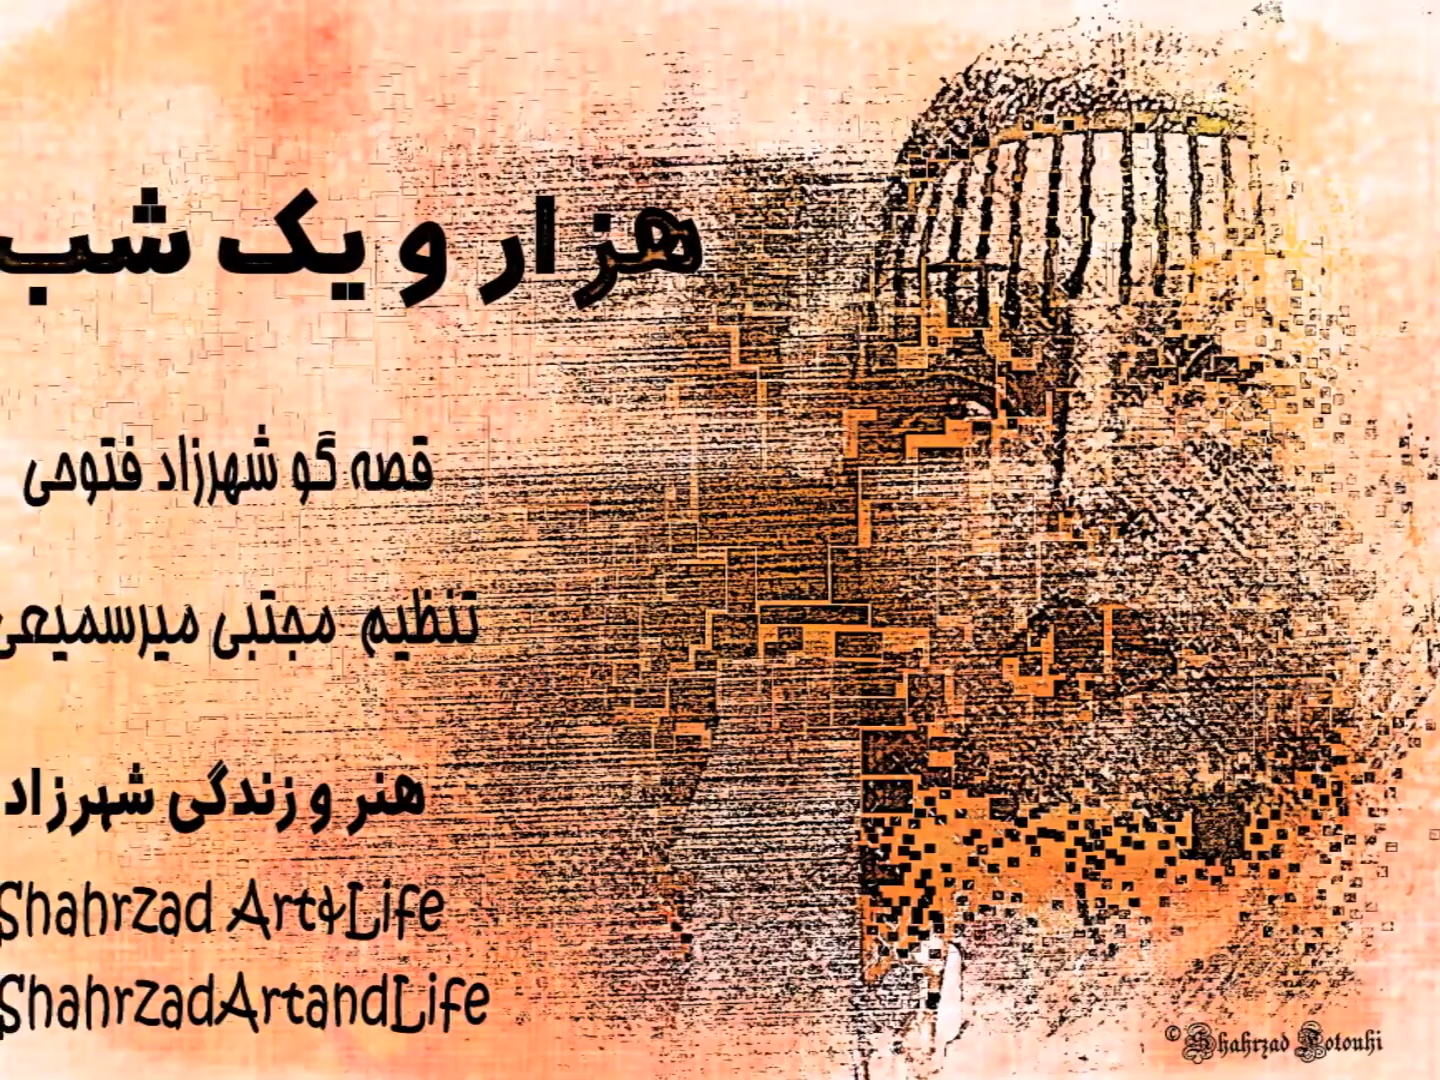 هزار و یک شب
قصه گو شهرزاد فتوحی
تنظیم مجتبی میرسمیعی
هنر و زندگی شهرزاد
Shahrzad Art&Life
ShahrzadArtandLife
© Shahrzad Fotouhi